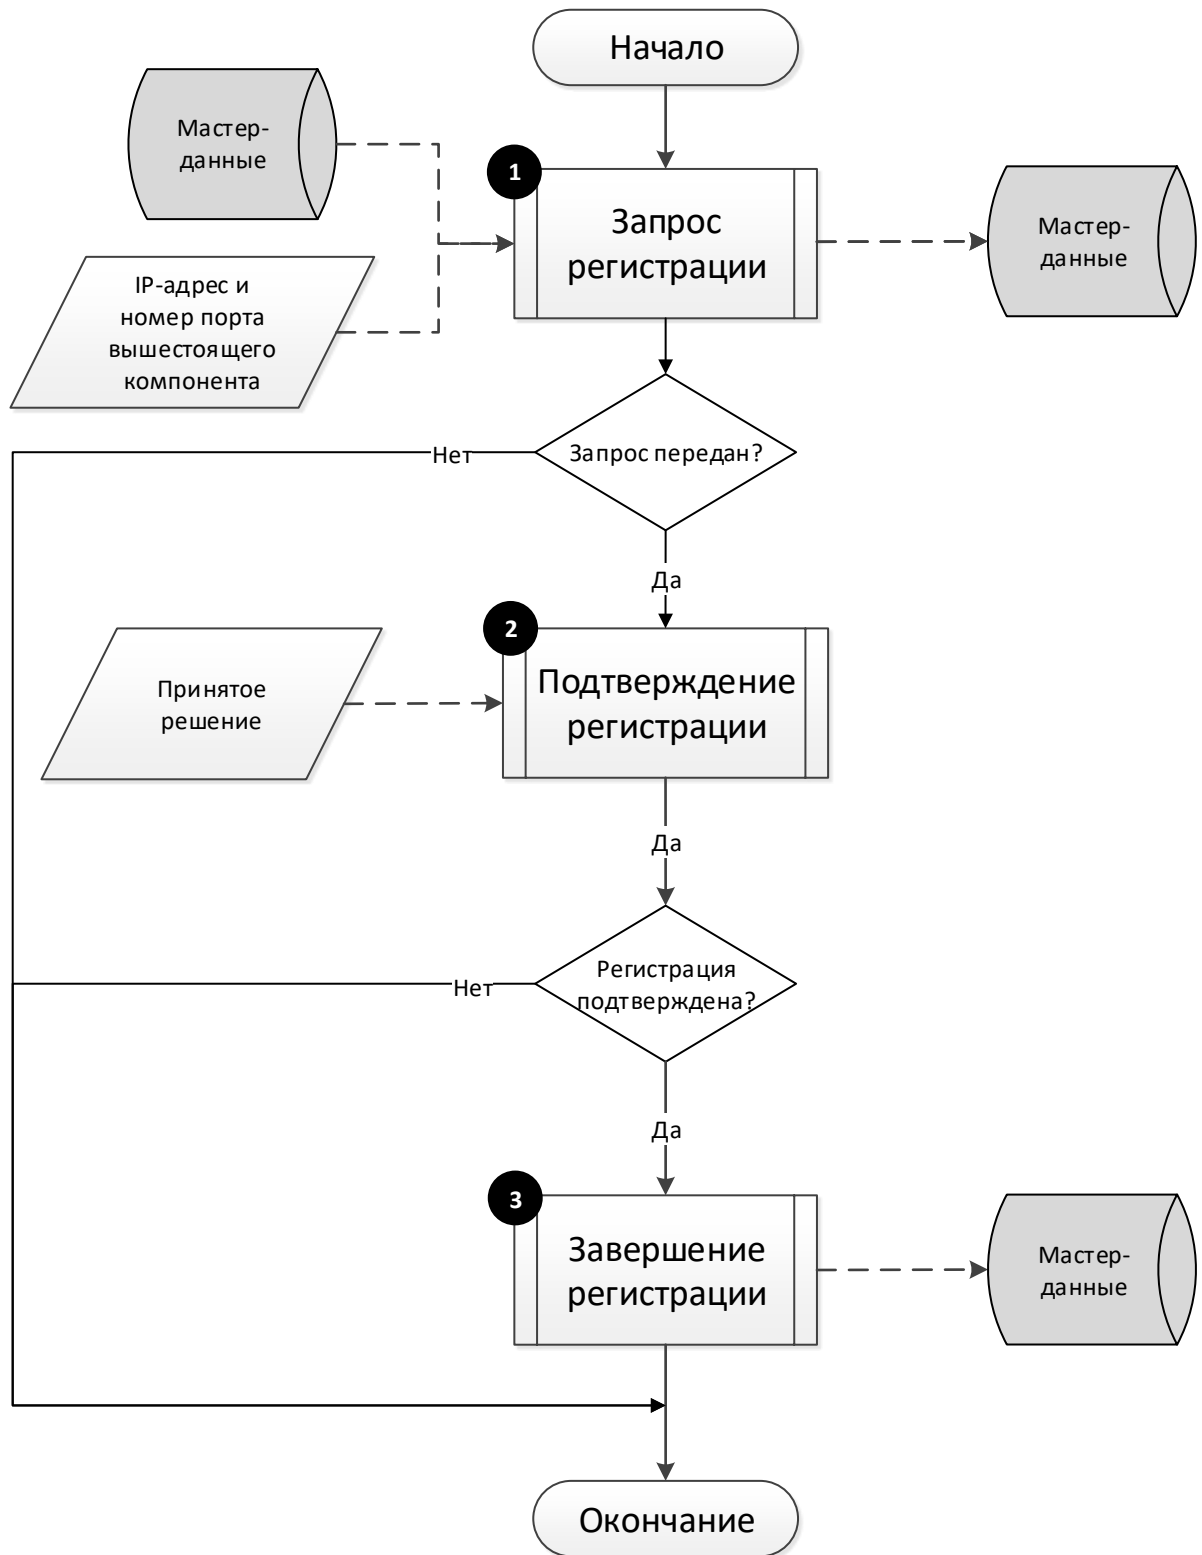 Начало
Мастер-
данные
1
Запрос
регистрации
Мастер-
данные
IP-адрес и
номер порта
вышестоящего
компонента
Нет
Запрос передан?
Да
2
Принятое
решение
Подтверждение
регистрации
Да
Нет
Регистрация
подтверждена?
Да
3
Завершение
регистрации
Мастер-
данные
Окончание